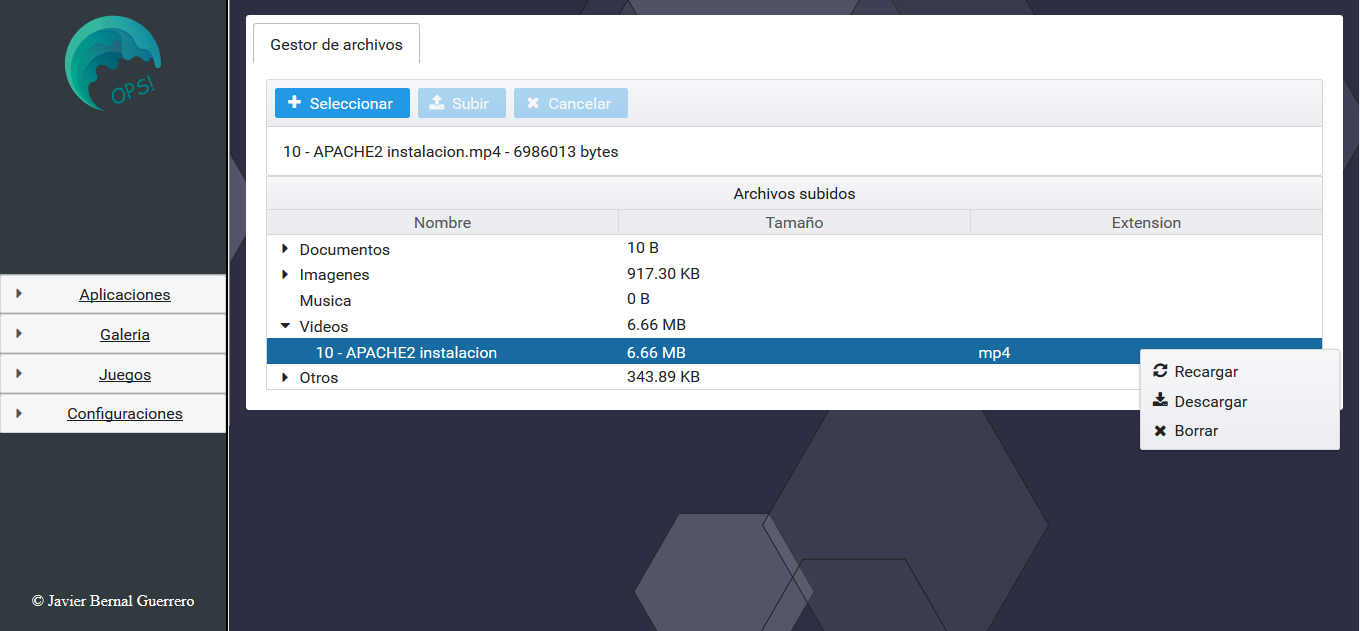 OPS!
Aplicaciones
Galeria
Juegos
Configuraciones
© Javier Bernal Guerrero
Gestor de archivos
Seleccionar Subir Cancelar
10 - APACHE2 instalacion.mp4 - 6986013 bytes
Archivos subidos
Nombre Tamaño Extension
Documentos 10 B
Imagenes 917.30 KB
Musica 0 B
Videos 6.66 MB
10 - APACHE2 instalacion 6.66 MB mp4
Otros 343.89 KB
Recargar
Descargar
Borrar